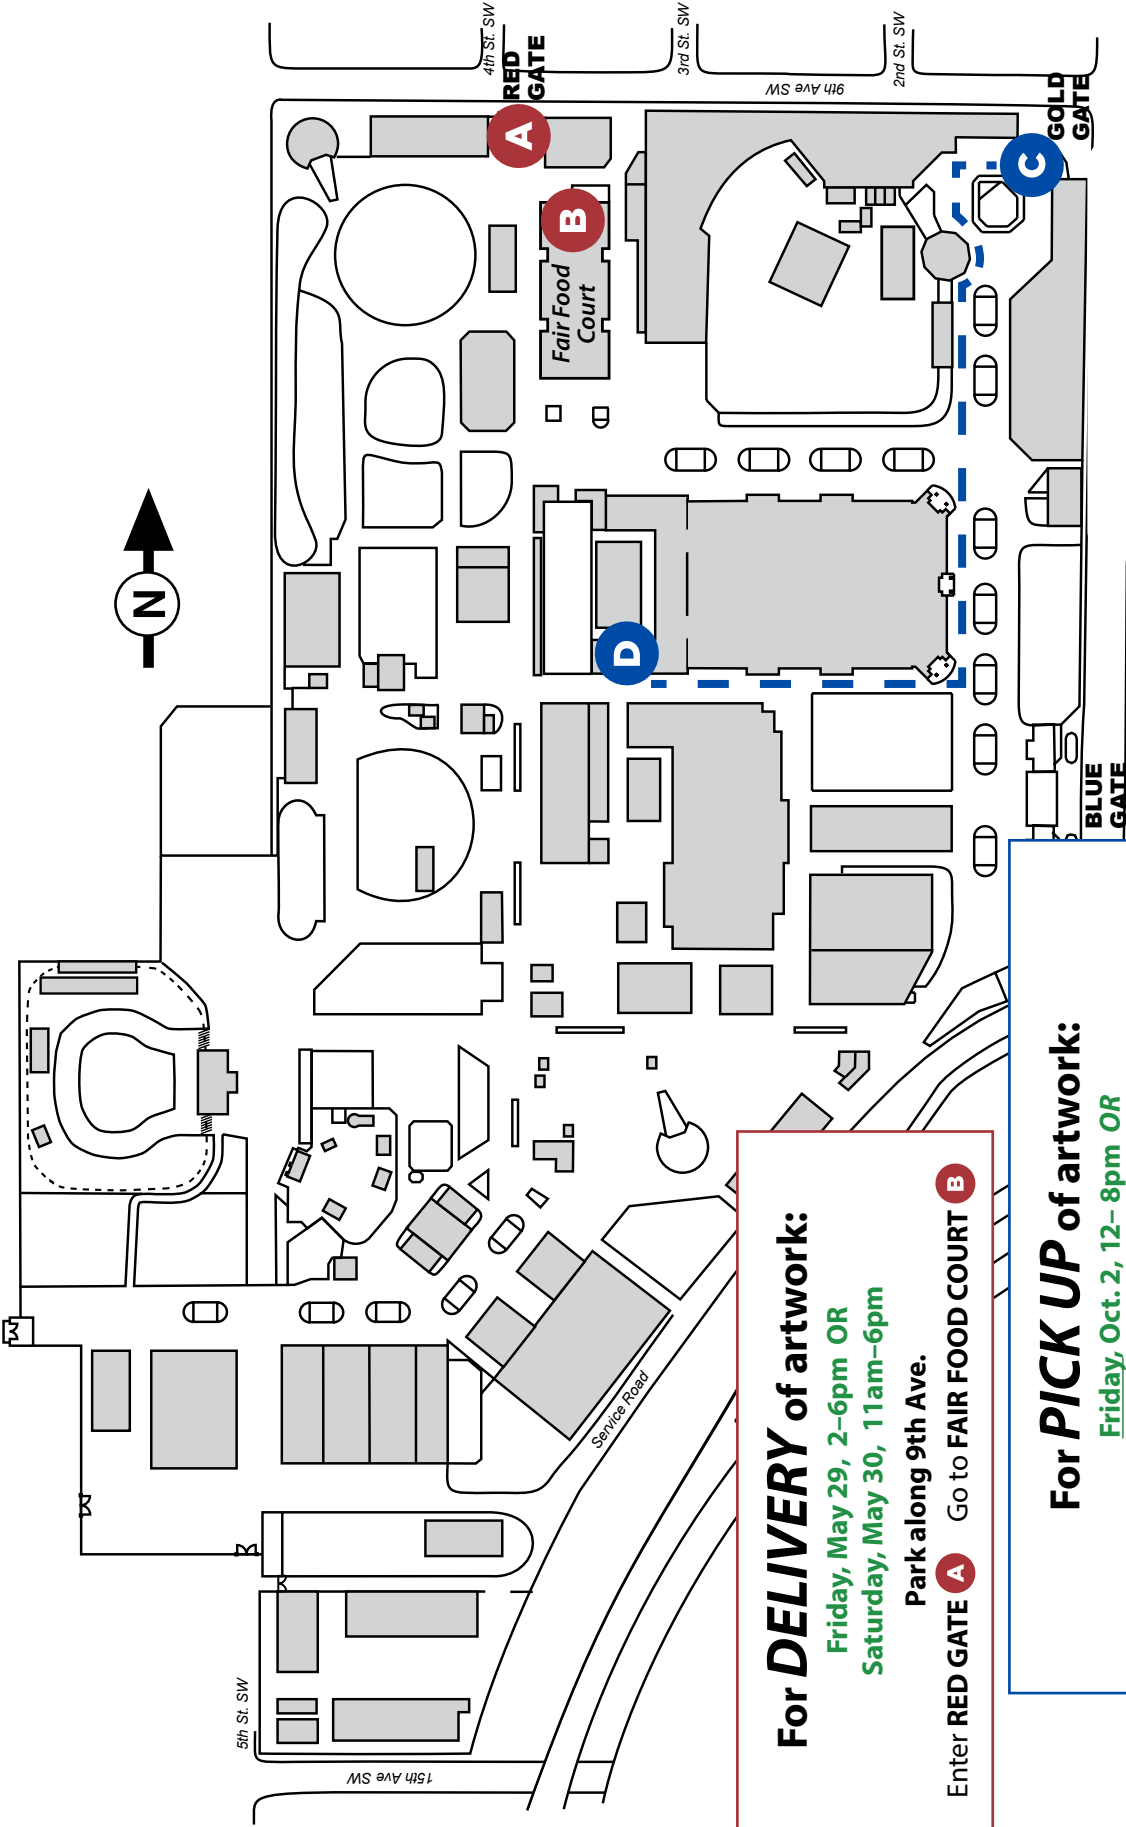 4th St. SW
3rd St. SW
2nd St. SW
RED
GATE
9th Ave SW
GOLD
GATE
A
B
C
Fair Food
Court
N
D
BLUE
GATE
Service Road
5th St. SW
15th Ave SW
For DELIVERY of artwork:
Friday, May 29, 2–6pm OR
Saturday, May 30, 11am–6pm
Park along 9th Ave.
Enter RED GATE A Go to FAIR FOOD COURT B
For PICK UP of artwork:
Friday, Oct. 2, 12– 8pm OR